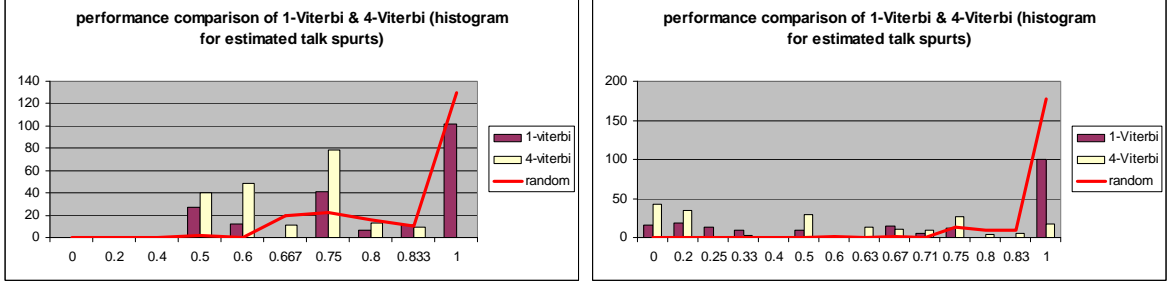 performance comparison of 1-Viterbi & 4-Viterbi (histogram
for estimated talk spurts)
140
120
100
80
60
40
20
0
0 0.2 0.4 0.5 0.6 0.667 0.75 0.8 0.833 1
1-viterbi
4-viterbi
random
performance comparison of 1-Viterbi & 4-Viterbi (histogram
for estimated talk spurts)
200
150
100
50
0
0 0.2 0.25 0.33 0.4 0.5 0.6 0.63 0.67 0.71 0.75 0.8 0.83 1
1-Viterbi
4-Viterbi
random